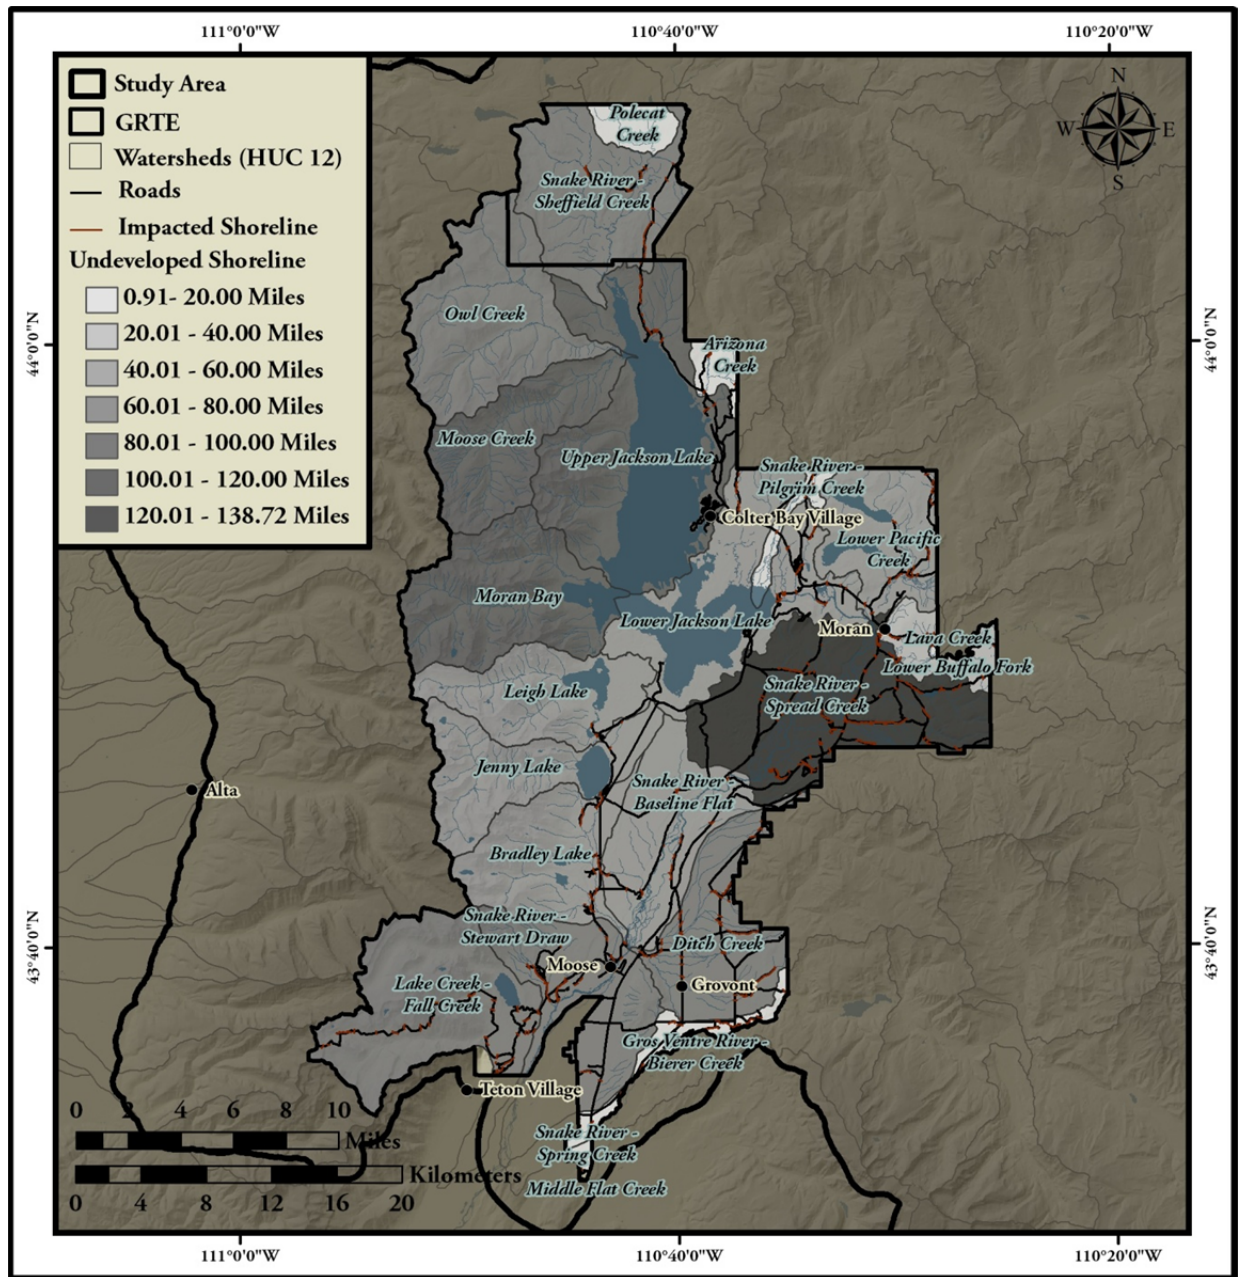 111°0'0"W
110°40'0"W
110°20'0"W
Study Area
GRTE
Watersheds (HUC 12)
Roads
Impacted Shoreline
Undeveloped Shoreline
0.91- 20.00 Miles
20.01 - 40.00 Miles
40.01 - 60.00 Miles
60.01 - 80.00 Miles
80.01 - 100.00 Miles
100.01 - 120.00 Miles
120.01 - 138.72 Miles
N
W
E
S
Polecat
Creek
Snake River -
Sheffield Creek
Owl Creek
44°0'0"N
44°0'0"N
Arizona
Creek
Moose Creek
Upper Jackson Lake
Snake River -
Pilgrim Creek
Colter Bay Village
Lower Pacific
Creek
Moran Bay
Lower Jackson Lake
Moran
Lava Creek
Lower Buffalo Fork
Leigh Lake
Snake River -
Spread Creek
Jenny Lake
Snake River -
Baseline Flat
Alta
Bradley Lake
Snake River -
Stewart Draw
Ditch Creek
43°40'0"N
43°40'0"N
Moose
Lake Creek -
Fall Creek
Grovont
Gros Ventre River -
Bierer Creek
Teton Village
0 2 4 6 8 10
Miles
Snake River -
Spring Creek
Kilometers
Middle Flat Creek
0 4 8 12 16 20
111°0'0"W
110°40'0"W
110°20'0"W